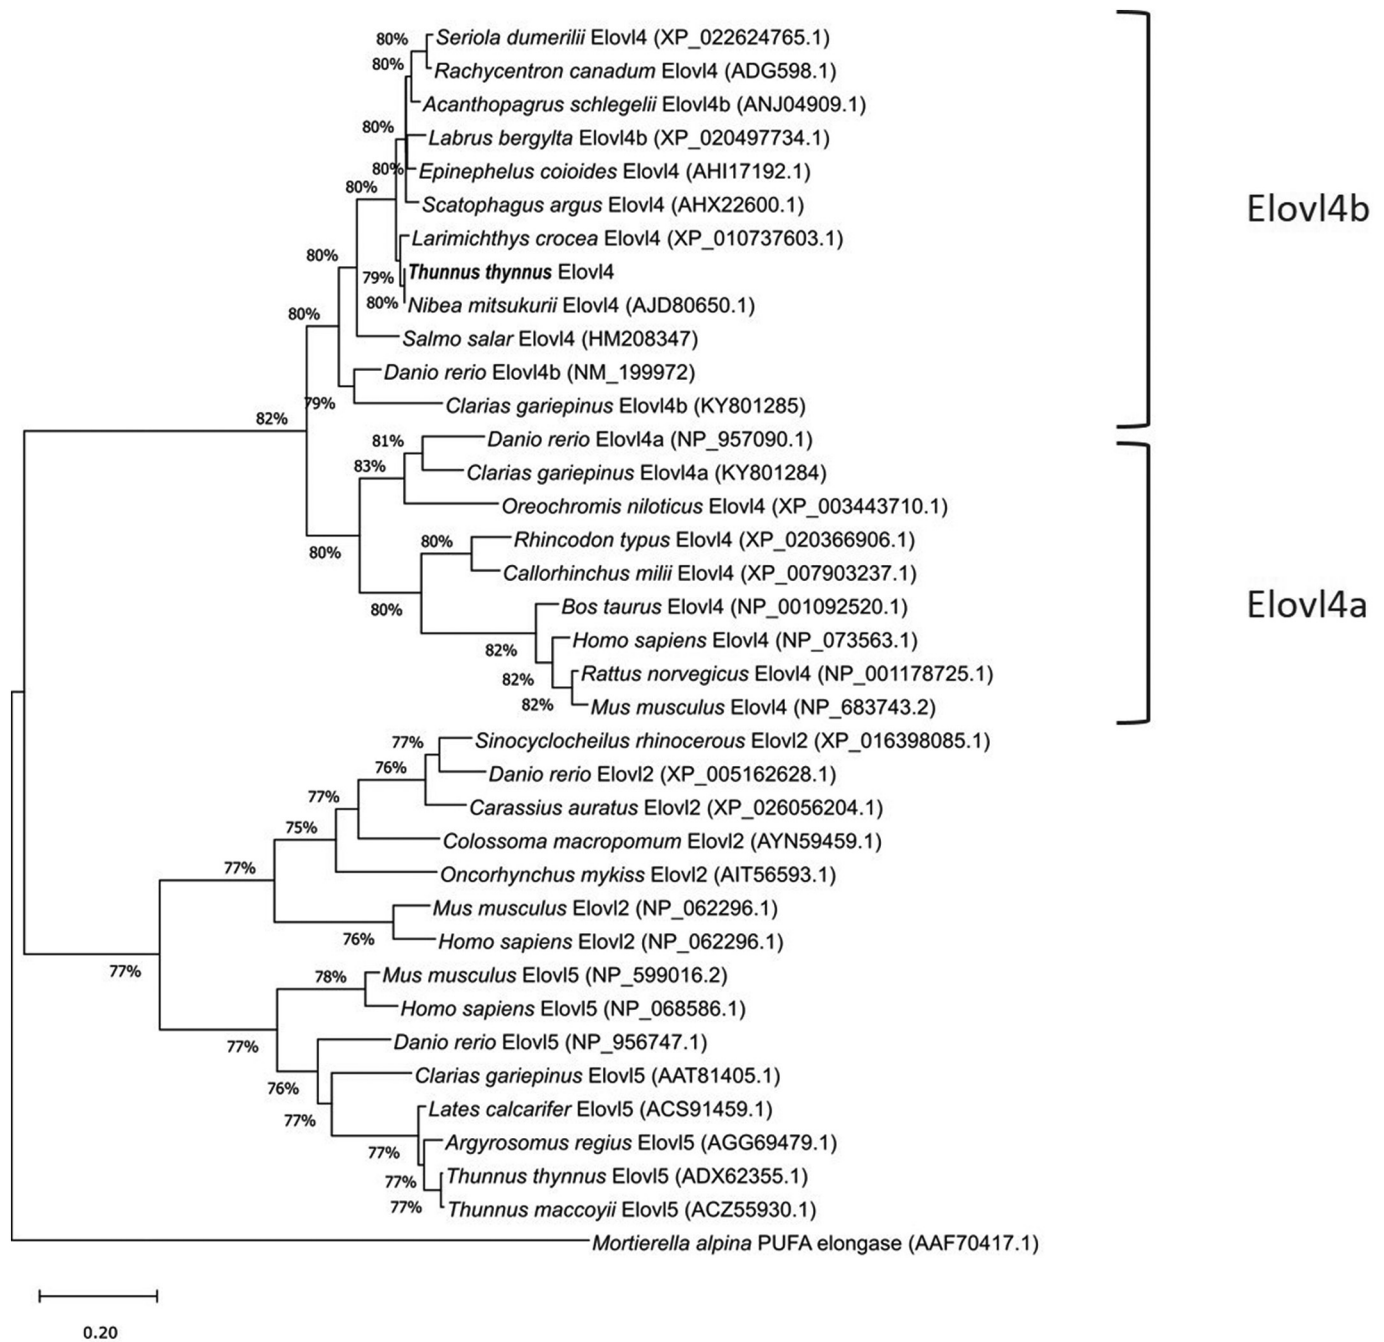 80%
Seriola dumerilii Elovl4 (XP_022624765.1)
80%
Rachycentron canadum Elovl4 (ADG598.1)
Acanthopagrus schlegelii Elovl4b (ANJ04909.1)
80%
Labrus bergylta Elovl4b (XP_020497734.1)
80%
Epinephelus coioides Elovl4 (AHI17192.1)
80%
Scatophagus argus Elovl4 (AHX22600.1)
Elovl4b
Larimichthys crocea Elovl4 (XP_010737603.1)
80%
Thunnus thynnus Elovl4
79%
80%
Nibea mitsukurii Elovl4 (AJD80650.1)
80%
Salmo salar Elovl4 (HM208347)
Danio rerio Elovl4b (NM_199972)
79%
Clarias gariepinus Elovl4b (KY801285)
82%
81%
Danio rerio Elovl4a (NP_957090.1)
83%
Clarias gariepinus Elovl4a (KY801284)
Oreochromis niloticus Elovl4 (XP_003443710.1)
80%
80%
Rhincodon typus Elovl4 (XP_020366906.1)
Callorhinchus milii Elovl4 (XP_007903237.1)
80%
Bos taurus Elovl4 (NP_001092520.1)
Elovl4a
Homo sapiens Elovl4 (NP_073563.1)
82%
Rattus norvegicus Elovl4 (NP_001178725.1)
82%
82%
Mus musculus Elovl4 (NP_683743.2)
77%
Sinocyclocheilus rhinocerous Elovl2 (XP_016398085.1)
76%
Danio rerio Elovl2 (XP_005162628.1)
77%
Carassius auratus Elovl2 (XP_026056204.1)
75%
Colossoma macropomum Elovl2 (AYN59459.1)
77%
Oncorhynchus mykiss Elovl2 (AIT56593.1)
Mus musculus Elovl2 (NP_062296.1)
76%
Homo sapiens Elovl2 (NP_062296.1)
77%
78%
Mus musculus Elovl5 (NP_599016.2)
Homo sapiens Elovl5 (NP_068586.1)
77%
Danio rerio Elovl5 (NP_956747.1)
76%
Clarias gariepinus Elovl5 (AAT81405.1)
77%
Lates calcarifer Elovl5 (ACS91459.1)
77%
Argyrosomus regius Elovl5 (AGG69479.1)
77%
Thunnus thynnus Elovl5 (ADX62355.1)
77%
Thunnus maccoyii Elovl5 (ACZ55930.1)
Mortierella alpina PUFA elongase (AAF70417.1)
0.20